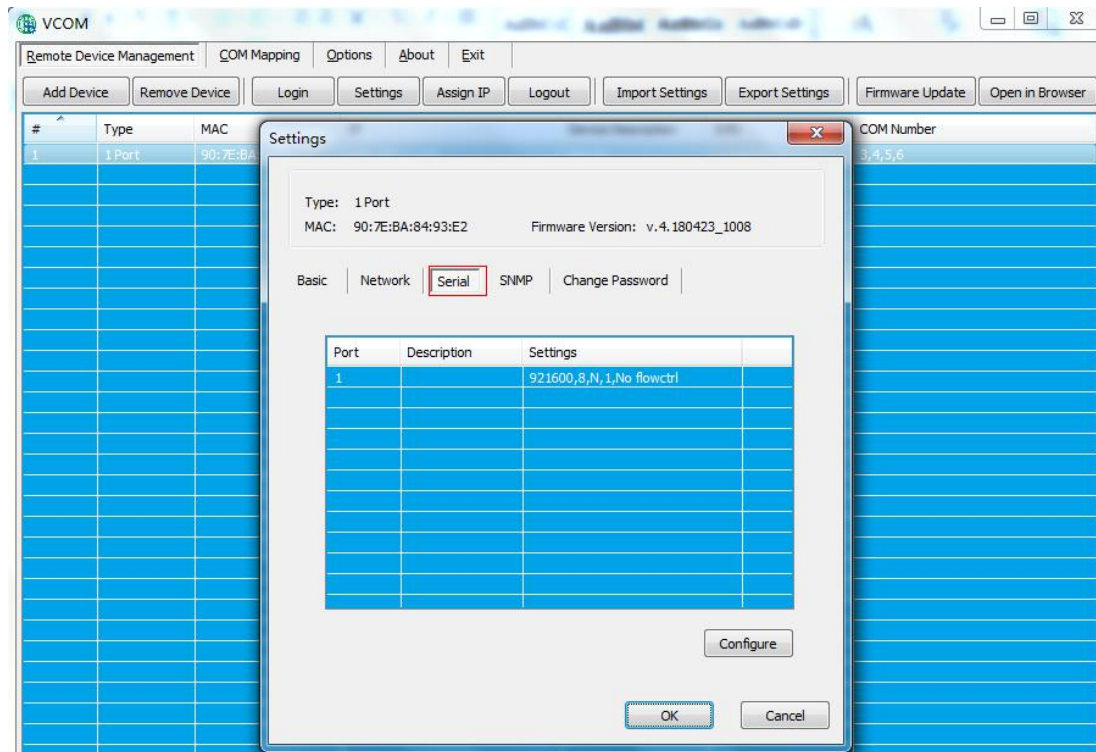 VCOM
Remote Device Management COM Mapping Options About Exit
Add Device Remove Device Login Settings Assign IP Logout Import Settings Export Settings Firmware Update Open in Browser
# Type MAC COM Number
1 1 Port 90:7E:BA 3,4,5,6
Settings
Type: 1 Port
MAC: 90:7E:BA:84:93:E2 Firmware Version: v.4.180423_1008
Basic Network Serial SNMP Change Password
Port Description Settings
1 921600,8,N,1,No flowctrl
Configure
OK Cancel